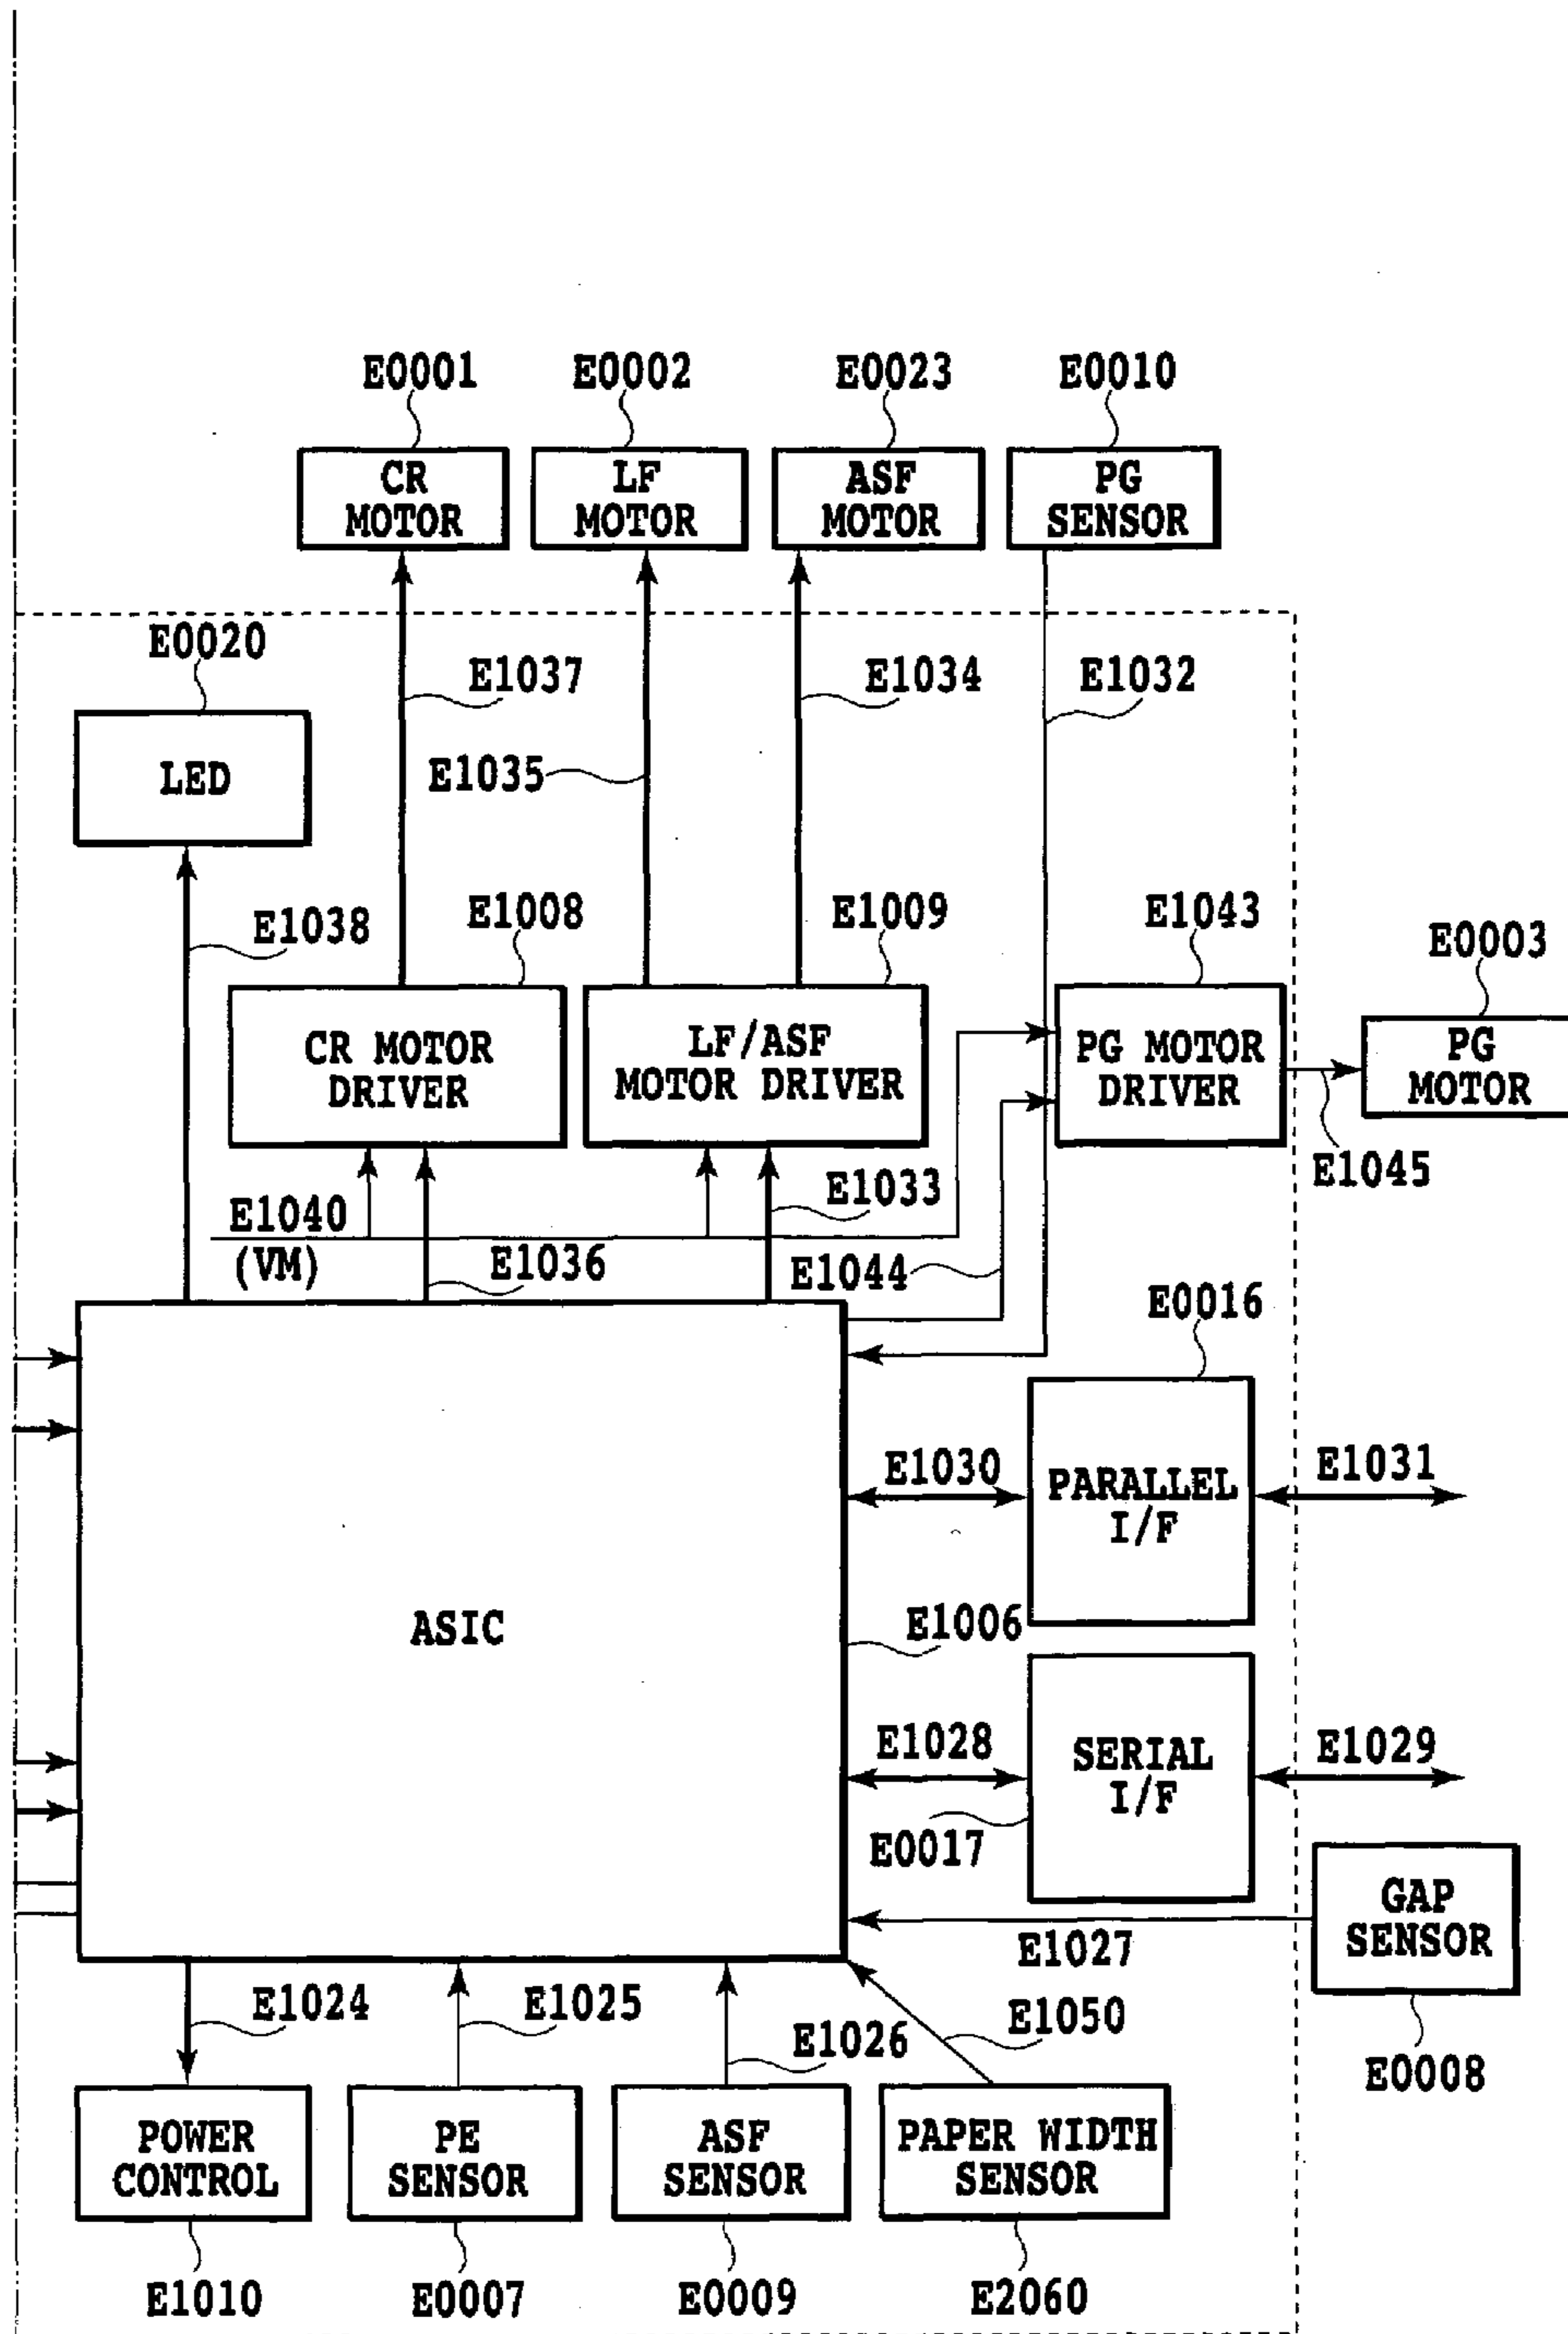 E0001
E0002
E0023
E0010
CR
MOTOR
LF
MOTOR
ASF
MOTOR
PG
SENSOR
E0020
E1037
E1034
E1032
LED
E1035
E1038
E1008
E1009
E1043
E0003
CR MOTOR
DRIVER
LF/ASF
MOTOR DRIVER
PG MOTOR
DRIVER
PG
MOTOR
E1045
E1033
E1040
(VM)
E1036
E1044
E0016
E1030
PARALLEL
I/F
E1031
ASIC
E1006
E1028
SERIAL
I/F
E1029
E0017
GAP
SENSOR
E1027
E0008
E1024
E1025
E1026
E1050
POWER
CONTROL
PE
SENSOR
ASF
SENSOR
PAPER WIDTH
SENSOR
E1010
E0007
E0009
E2060